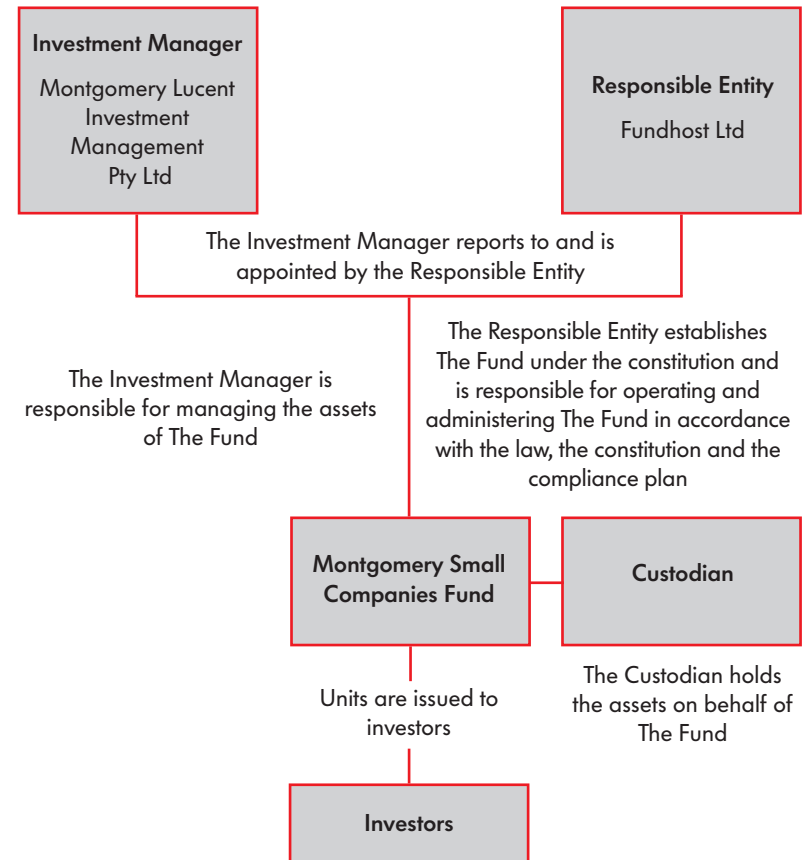 Investment Manager
Montgomery Lucent
Investment
Management
Pty Ltd
Responsible Entity
Fundhost Ltd
The Investment Manager reports to and is
appointed by the Responsible Entity
The Investment Manager is
responsible for managing the assets
of The Fund
The Responsible Entity establishes
The Fund under the constitution and
is responsible for operating and
administering The Fund in accordance
with the law, the constitution and the
compliance plan
Montgomery Small
Companies Fund
Custodian
The Custodian holds
the assets on behalf of
The Fund
Units are issued to
investors
Investors